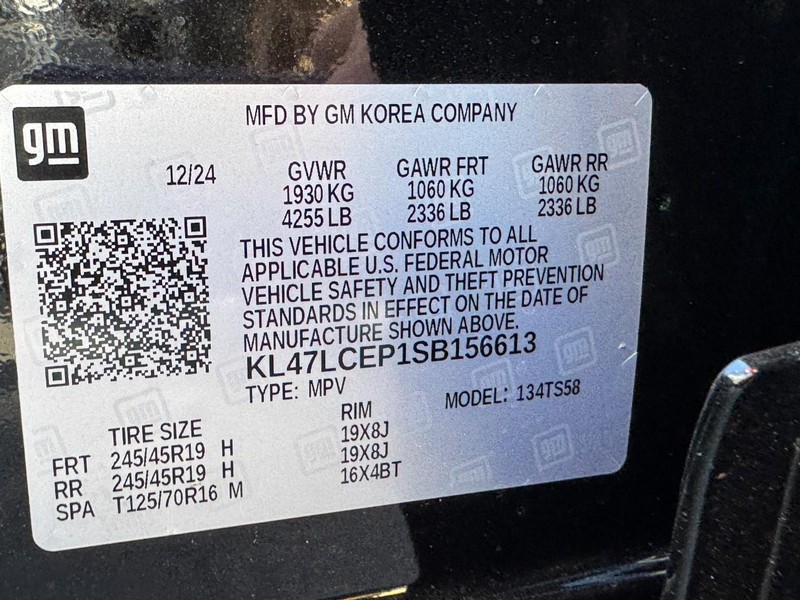 gm
MFD BY GM KOREA COMPANY
12/24
GVWR GAWR FRT GAWR RR
1930 KG 1060 KG 1060 KG
4255 LB 2336 LB 2336 LB
THIS VEHICLE CONFORMS TO ALL
APPLICABLE U.S. FEDERAL MOTOR
VEHICLE SAFETY AND THEFT PREVENTION
STANDARDS IN EFFECT ON THE DATE OF
MANUFACTURE SHOWN ABOVE.
KL47LCEP1SB156613
TYPE: MPV MODEL: 134TS58
TIRE SIZE RIM
FRT 245/45R19 H 19X8J
RR 245/45R19 H 19X8J
SPA T125/70R16 M 16X4BT